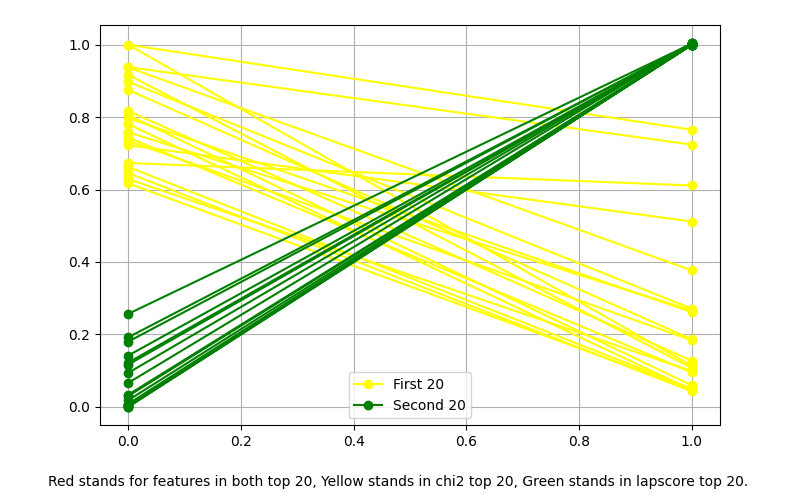 1.0
0.8
0.6
0.4
0.2
0.0
0.0 0.2 0.4 0.6 0.8 1.0
First 20
Second 20
Red stands for features in both top 20, Yellow stands in chi2 top 20, Green stands in lapscore top 20.